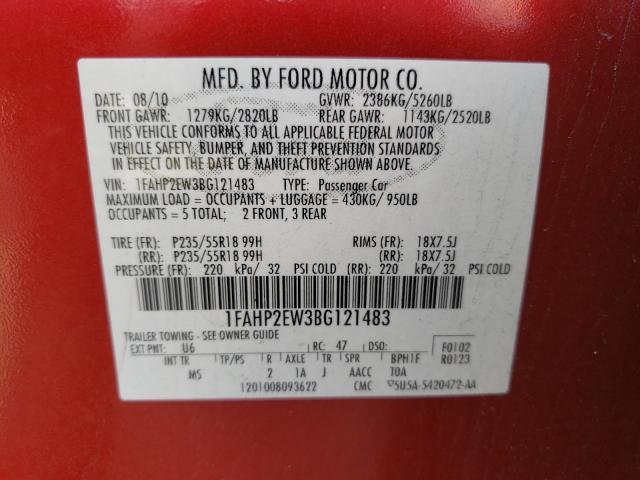 MFD. BY FORD MOTOR CO.
DATE: 08/10 GVWR: 2386KG/5260LB
FRONT GAWR: 1279KG/2820LB REAR GAWR: 1143KG/2520LB
THIS VEHICLE CONFORMS TO ALL APPLICABLE FEDERAL MOTOR
VEHICLE SAFETY, BUMPER, AND THEFT PREVENTION STANDARDS
IN EFFECT ON THE DATE OF MANUFACTURE SHOWN ABOVE.
VIN: 1FAHP2EW3BG121483 TYPE: Passenger Car
MAXIMUM LOAD = OCCUPANTS + LUGGAGE = 430KG/ 950LB
OCCUPANTS = 5 TOTAL; 2 FRONT, 3 REAR
TIRE (FR): P235/55R18 99H RIMS (FR): 18X7.5J
(RR): P235/55R18 99H (RR): 18X7.5J
PRESSURE (FR): 220 kPa/ 32 PSI COLD (RR): 220 kPa/ 32 PSI COLD
1FAHP2EW3BG121483
TRAILER TOWING - SEE OWNER GUIDE
EXT PNT: U6 RC: 47 DSO: F0102
INT TR TP/PS R AXLE TR SPR BPH1F R0123
MS 2 1A J AACC TOA
1201008093622 CMC 5U5A-5420472-AA